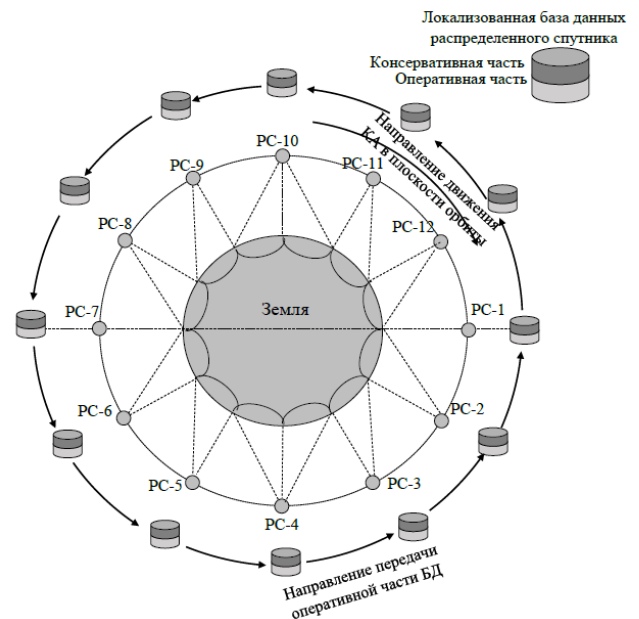 Локализованная база данных
распределенного спутника
Консервативная часть
Оперативная часть
Направление движения
КА в плоскости орбиты
РС-10
РС-9
РС-11
РС-8
РС-12
Земля
РС-7
РС-1
РС-6
РС-2
РС-5
РС-3
РС-4
Направление передачи
оперативной части БД